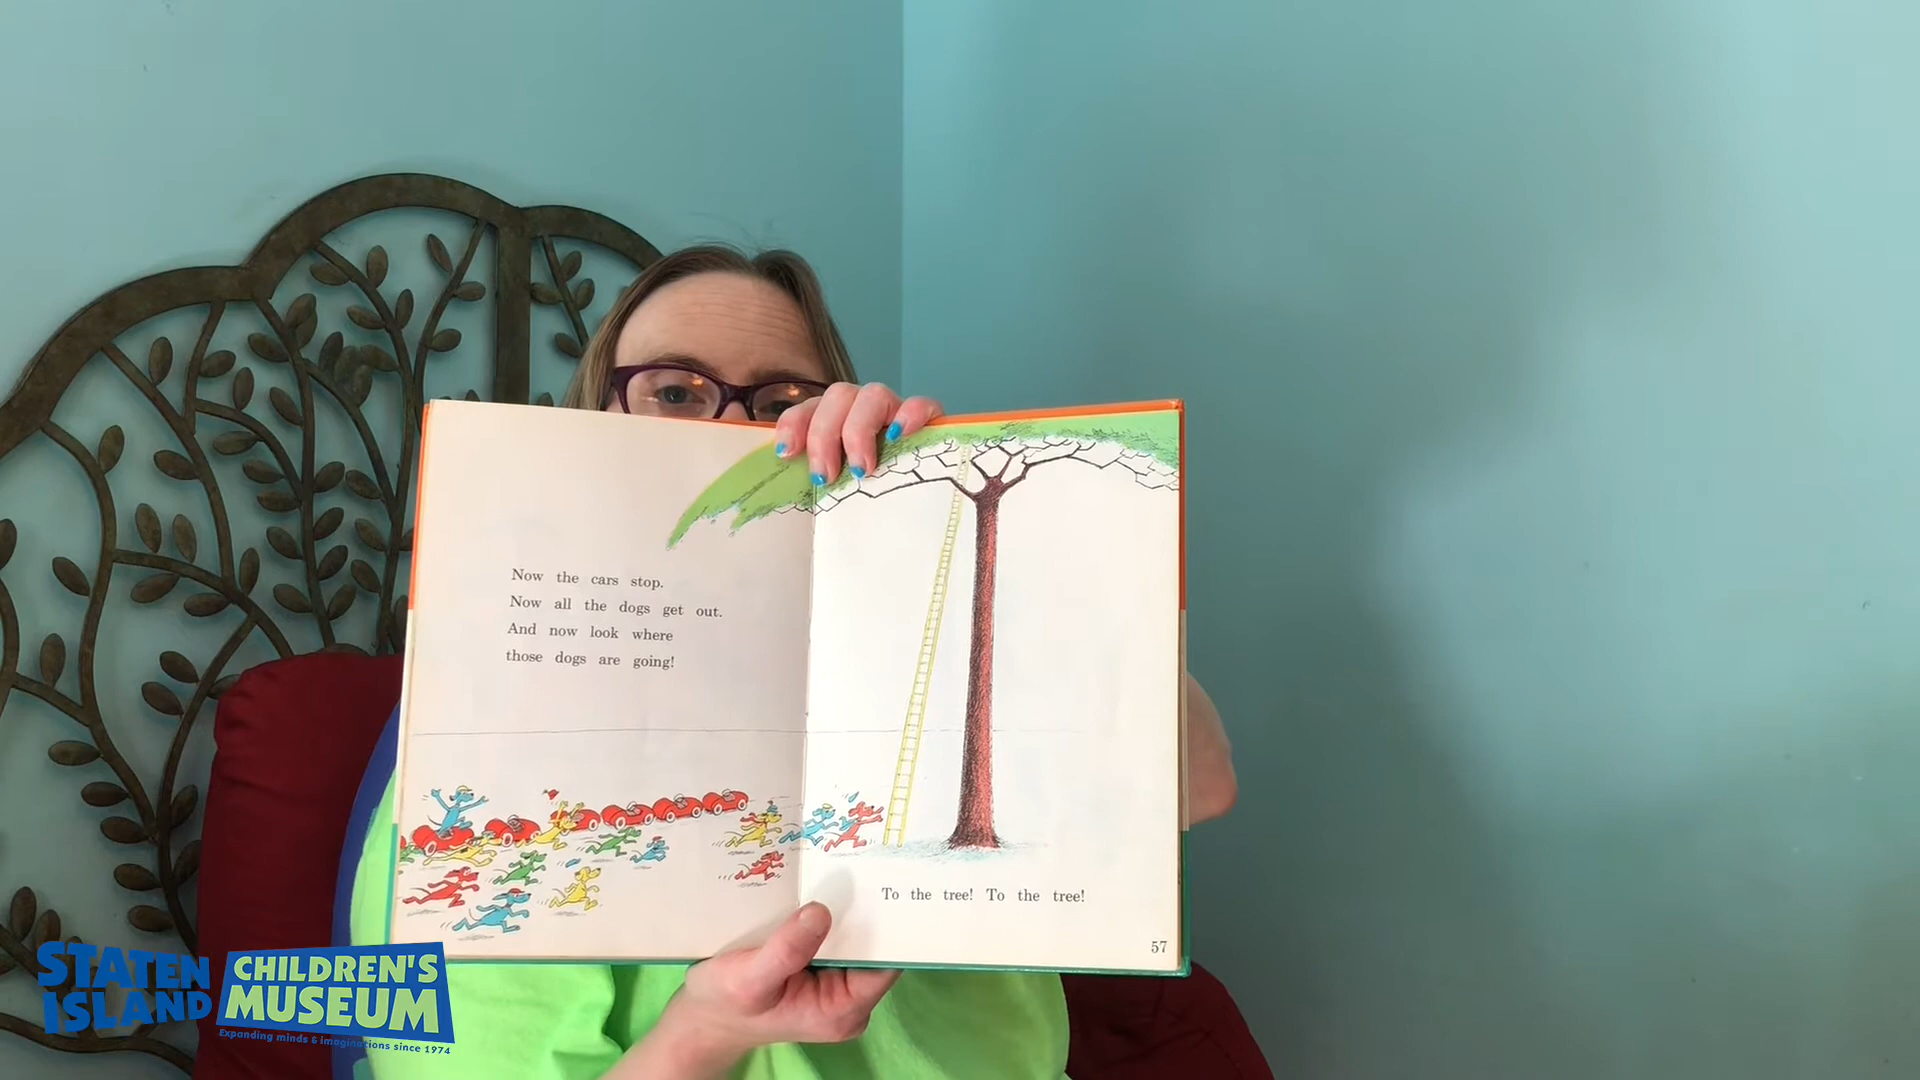 Now the cars stop.
Now all the dogs get out.
And now look where
those dogs are going!
To the tree! To the tree!
57
STATEN
ISLAND
CHILDREN'S
MUSEUM
Expanding minds & imaginations since 1974